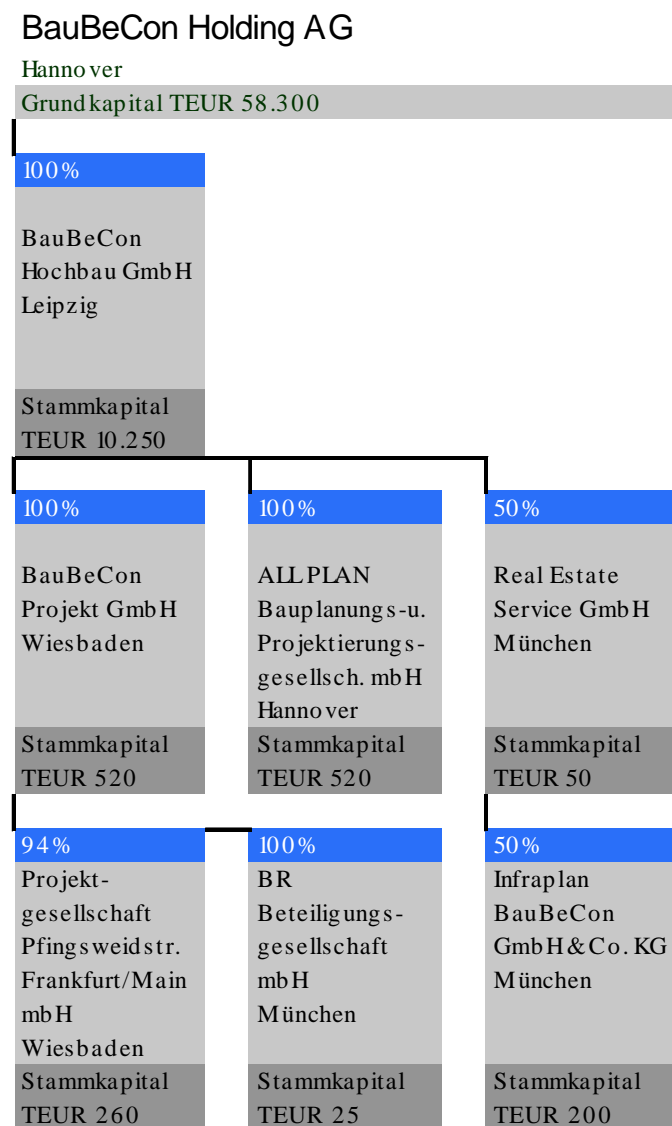 BauBeCon Holding AG
Hannover
Grundkapital TEUR 58.300
100%
BauBeCon
Hochbau GmbH
Leipzig
Stammkapital
TEUR 10.250
100%
BauBeCon
Projekt GmbH
Wiesbaden
Stammkapital
TEUR 520
100%
ALLPLAN
Bauplanungs-u.
Projektierungs-
gesellsch. mbH
Hannover
Stammkapital
TEUR 520
50%
Real Estate
Service GmbH
München
Stammkapital
TEUR 50
94%
Projekt-
gesellschaft
Pfingsweidstr.
Frankfurt/Main
mbH
Wiesbaden
Stammkapital
TEUR 260
100%
BR
Beteiligungs-
gesellschaft
mbH
München
Stammkapital
TEUR 25
50%
Infraplan
BauBeCon
GmbH&Co. KG
München
Stammkapital
TEUR 200